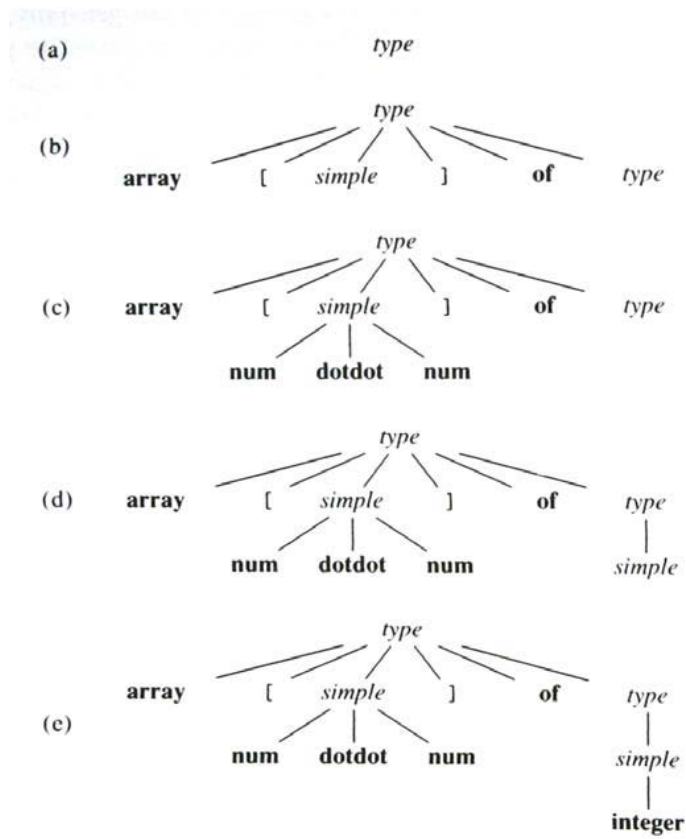 (a) type
type
(b)
array [ simple ] of type
type
(c) array [ simple ] of type
num dotdot num
type
(d) array [ simple ] of type
num dotdot num simple
type
array [ simple ] of type
(e)
num dotdot num simple
integer